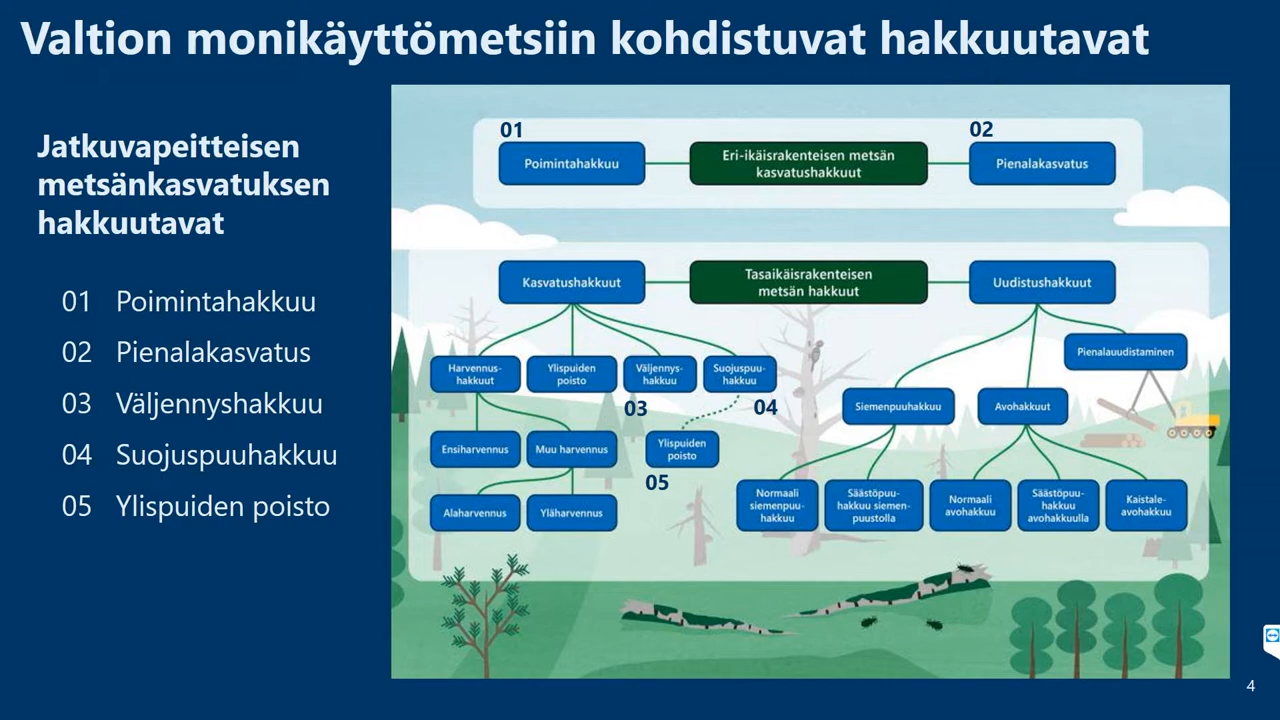 Valtion monikäyttömetsiin kohdistuvat hakkuutavat
Jatkuvapeitteisen
metsänkasvatuksen
hakkuutavat
01 Poimintahakkuu
02 Pienalakasvatus
03 Väljennyshakkuu
04 Suojuspuuhakkuu
05 Ylispuiden poisto
01
02
Poimintahakkuu
Eri-ikäisrakenteisen metsän
kasvatushakkuut
Pienalakasvatus
Kasvatushakkuut
Tasaikäisrakenteisen
metsän hakkuut
Uudistushakkuut
Pienalauudistaminen
Harvennus-
hakkuut
Ylispuiden
poisto
Väljennys-
hakkuu
Suojuspuu-
hakkuu
03
04
Siemenpuuhakkuu
Avohakkuut
Ensiharvennus
Muu harvennus
Ylispuiden
poisto
05
Alaharvennus
Yläharvennus
Normaali
siemenpuu-
hakkuu
Säästöpuu-
hakkuu siemen-
puustolla
Normaali
avohakkuu
Säästöpuu-
hakkuu
avohakkuulla
Kaistale-
avohakkuu
4